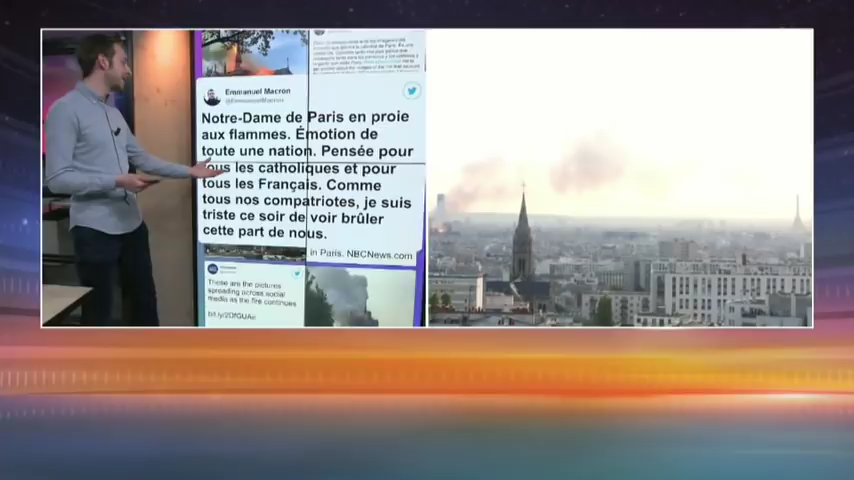 Emmanuel Macron
@EmmanuelMacron
Notre-Dame de Paris en proie
aux flammes. Émotion de
toute une nation. Pensée pour
tous les catholiques et pour
tous les Français. Comme
tous nos compatriotes, je suis
triste ce soir de voir brûler
cette part de nous.
in Paris. NBCNews.com
These are the pictures
spreading across social
media as the fire continues